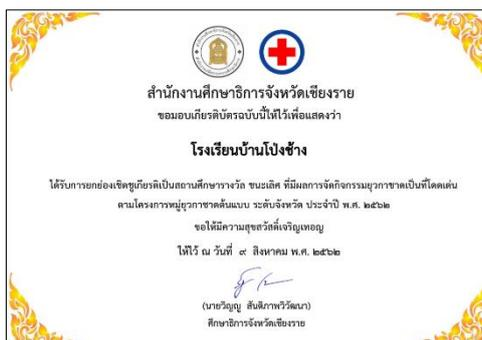 สำนักงานศึกษาธิการจังหวัดเชียงราย
ขอมอบเกียรติบัตรฉบับนี้ให้ไว้เพื่อแสดงว่า
โรงเรียนบ้านโป่งช้าง
ได้รับการยกย่องเชิดชูเกียรติเป็นสถานศึกษารางวัล ชนะเลิศ ที่มีผลการจัดกิจกรรมยุวกาชาดเป็นที่โดดเด่น
ตามโครงการหมู่ยุวกาชาดต้นแบบ ระดับจังหวัด ประจำปี พ.ศ. ๒๕๖๒
ขอให้มีความสุขสวัสดิ์เจริญเทอญ
ให้ไว้ ณ วันที่ ๙ สิงหาคม พ.ศ. ๒๕๖๒
(นายวิญญู สันติภาพวิวัฒนา)
ศึกษาธิการจังหวัดเชียงราย